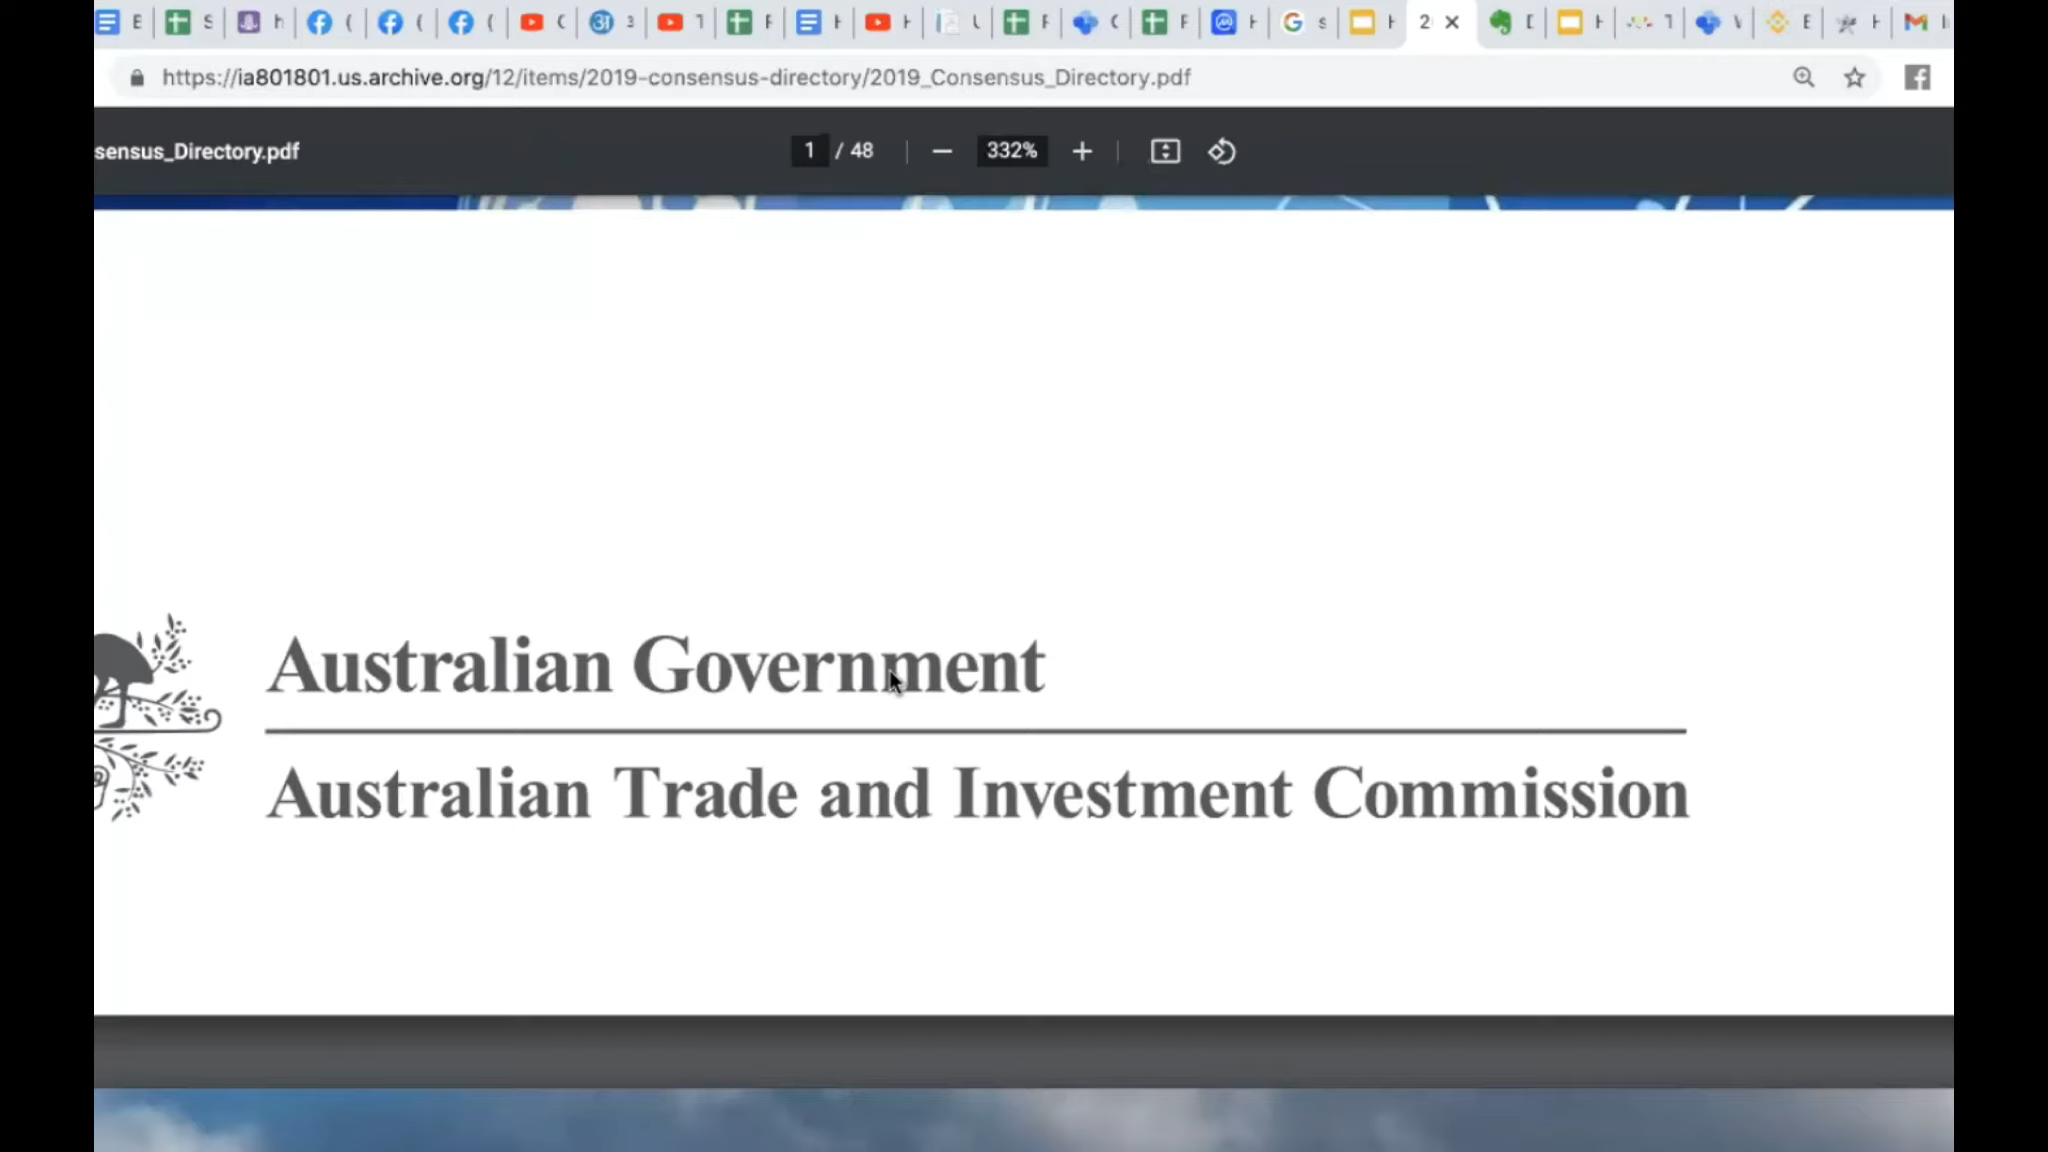 https://ia801801.us.archive.org/12/items/2019-consensus-directory/2019_Consensus_Directory.pdf
sensus_Directory.pdf
1 / 48
332%
Australian Government
Australian Trade and Investment Commission